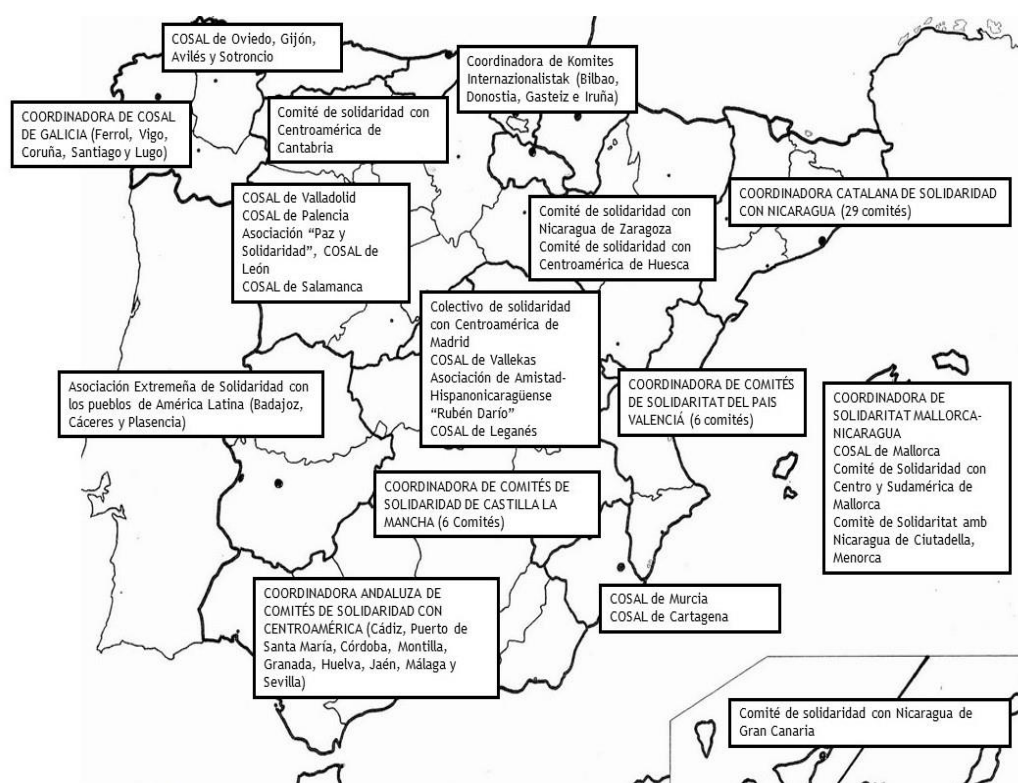 COSAL de Oviedo, Gijón,
Avilés y Sotroncio
Coordinadora de Komites
Internazionalistak (Bilbao,
Donostia, Gasteiz e Iruña)
COORDINADORA DE COSAL
DE GALICIA (Ferrol, Vigo,
Coruña, Santiago y Lugo)
Comité de solidaridad con
Centroamérica de
Cantabria
COSAL de Valladolid
COSAL de Palencia
Asociación "Paz y
Solidaridad", COSAL de
León
COSAL de Salamanca
Comité de solidaridad con
Nicaragua de Zaragoza
Comité de solidaridad con
Centroamérica de Huesca
COORDINADORA CATALANA DE SOLIDARIDAD
CON NICARAGUA (29 comités)
Colectivo de solidaridad
con Centroamérica de
Madrid
COSAL de Vallekas
Asociación de Amistad-
Hispanonicaragüense
"Rubén Darío"
COSAL de Leganés
Asociación Extremeña de Solidaridad con
los pueblos de América Latina (Badajoz,
Cáceres y Plasencia)
COORDINADORA DE COMITÉS
DE SOLIDARITAT DEL PAIS
VALENCIÁ (6 comités)
COORDINADORA DE
SOLIDARITAT MALLORCA-
NICARAGUA
COSAL de Mallorca
Comité de Solidaridad con
Centro y Sudamérica de
Mallorca
Comitè de Solidaritat amb
Nicaragua de Ciutadella,
Menorca
COORDINADORA DE COMITÉS DE
SOLIDARIDAD DE CASTILLA LA
MANCHA (6 Comités)
COORDINADORA ANDALUZA DE
COMITÉS DE SOLIDARIDAD CON
CENTROAMÉRICA (Cádiz, Puerto de
Santa María, Córdoba, Montilla,
Granada, Huelva, Jaén, Málaga y
Sevilla)
COSAL de Murcia
COSAL de Cartagena
Comité de solidaridad con Nicaragua de
Gran Canaria